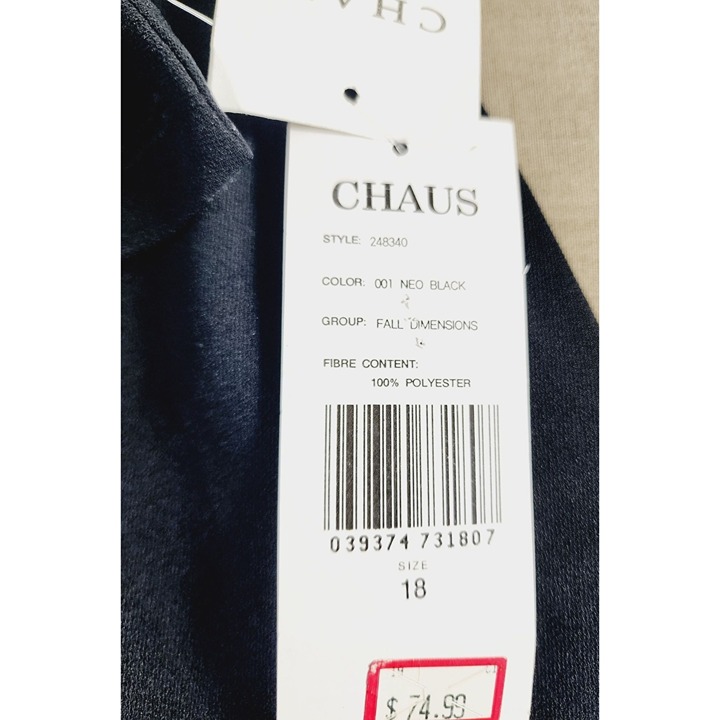 CHAUS
CHAUS
STYLE: 248340
COLOR: 001 NEO BLACK
GROUP: FALL DIMENSIONS
FIBRE CONTENT:
100% POLYESTER
039374 731807
SIZE
18
$ 74.99